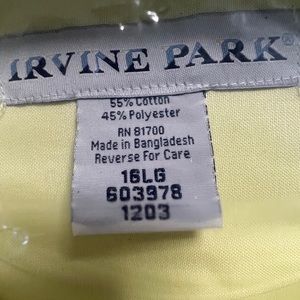 IRVINE PARK®
55% Cotton
45% Polyester
RN 81700
Made in Bangladesh
Reverse For Care
16LG
603978
1203